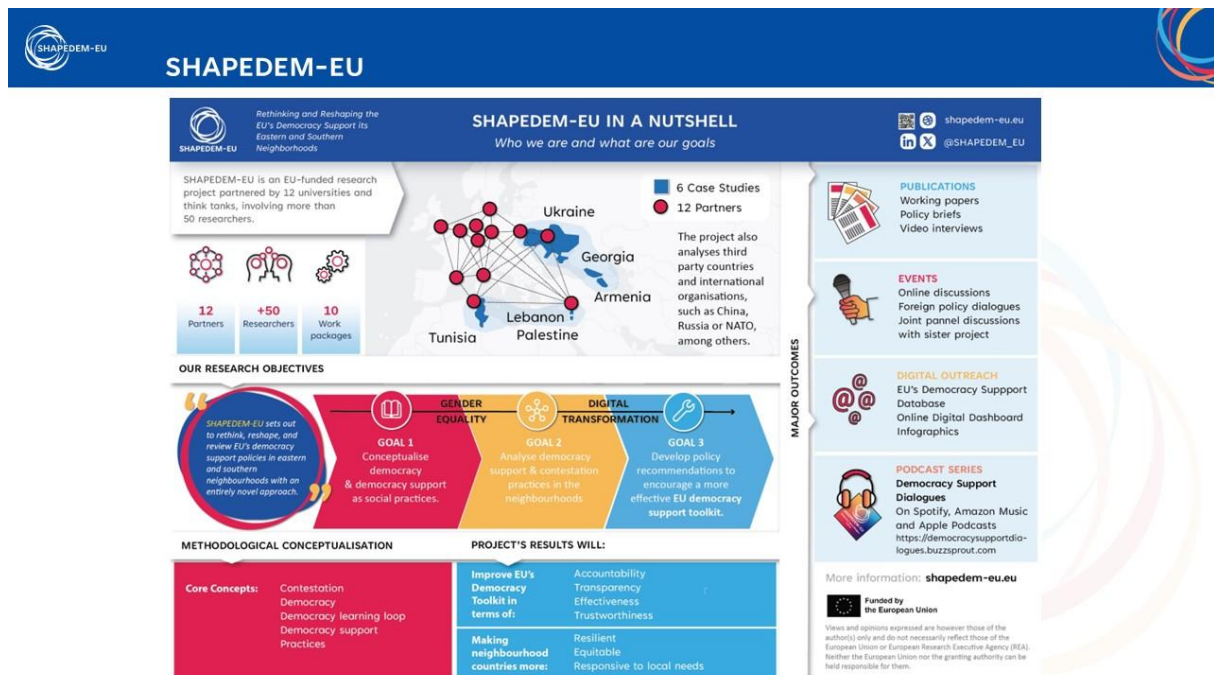 SHAPEDEM-EU
SHAPEDEM-EU
SHAPEDEM-EU
Rethinking and Reshaping the
EU's Democracy Support its
Eastern and Southern
Neighborhoods
SHAPEDEM-EU IN A NUTSHELL
Who we are and what are our goals
shapedem-eu.eu
in X @SHAPEDEM_EU
SHAPEDEM-EU is an EU-funded research
project partnered by 12 universities and
think tanks, involving more than
50 researchers.
12
Partners
+50
Researchers
10
Work
packages
6 Case Studies
12 Partners
Ukraine
Georgia
Armenia
Lebanon
Palestine
Tunisia
The project also
analyses third
party countries
and international
organisations,
such as China,
Russia or NATO,
among others.
OUR RESEARCH OBJECTIVES
SHAPEDEM-EU sets out
to rethink, reshape, and
review EU's democracy
support policies in eastern
and southern
neighbourhoods with an
entirely novel approach.
GENDER
EQUALITY
DIGITAL
TRANSFORMATION
GOAL 1
Conceptualise
democracy
& democracy support
as social practices.
GOAL 2
Analyse democracy
support & contestation
practices in the
neighbourhoods
GOAL 3
Develop policy
recommendations to
encourage a more
effective EU democracy
support toolkit.
METHODOLOGICAL CONCEPTUALISATION
Core Concepts:
Contestation
Democracy
Democracy learning loop
Democracy support
Practices
PROJECT'S RESULTS WILL:
Improve EU's
Democracy
Toolkit in
terms of:
Accountability
Transparency
Effectiveness
Trustworthiness
Making
neighbourhood
countries more:
Resilient
Equitable
Responsive to local needs
MAJOR OUTCOMES
PUBLICATIONS
Working papers
Policy briefs
Video interviews
EVENTS
Online discussions
Foreign policy dialogues
Joint pannel discussions
with sister project
DIGITAL OUTREACH
EU's Democracy Suppport
Database
Online Digital Dashboard
Infographics
PODCAST SERIES
Democracy Support
Dialogues
On Spotify, Amazon Music
and Apple Podcasts
https://democracysupportdia-
logues.buzzsprout.com
More information: shapedem-eu.eu
Funded by
the European Union
Views and opinions expressed are however those of the
author(s) only and do not necessarily reflect those of the
European Union or European Research Executive Agency (REA).
Neither the European Union nor the granting authority can be
held responsible for them.